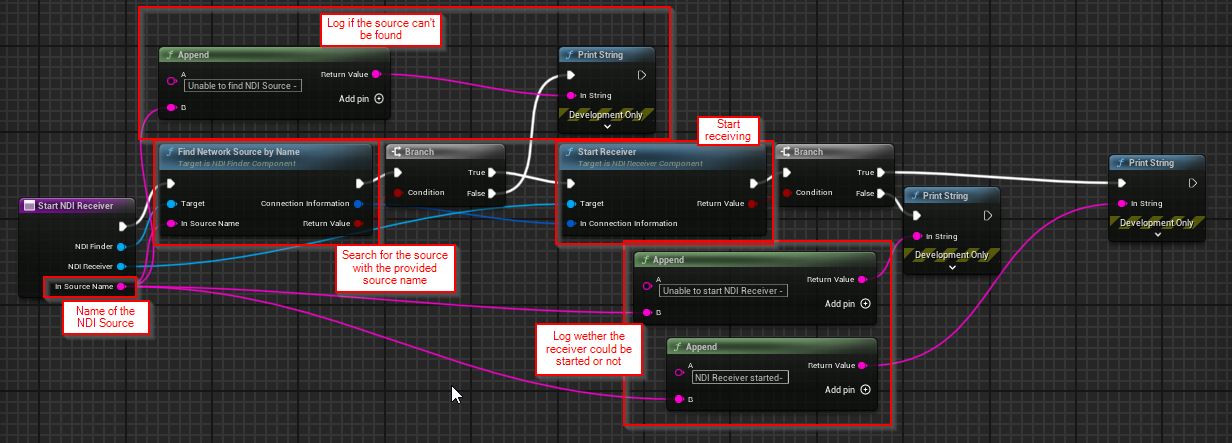 Log if the source can't
be found
Append
A
Unable to find NDI Source -
Return Value
Add pin
B
Print String
In String
Development Only
Start
receiving
Find Network Source by Name
Target is NDI Finder Component
Target
Connection Information
In Source Name
Return Value
Branch
True
Condition
False
Start Receiver
Target is NDI Receiver Component
Target
Return Value
In Connection Information
Branch
True
Condition
False
Print String
In String
Development Only
Print String
In String
Development Only
Start NDI Receiver
NDI Finder
NDI Receiver
In Source Name
Name of the
NDI Source
Search for the source
with the provided
source name
Append
A
Unable to start NDI Receiver -
Return Value
Add pin
B
Log wether the
receiver could be
started or not
Append
A
NDI Receiver started-
Return Value
Add pin
B